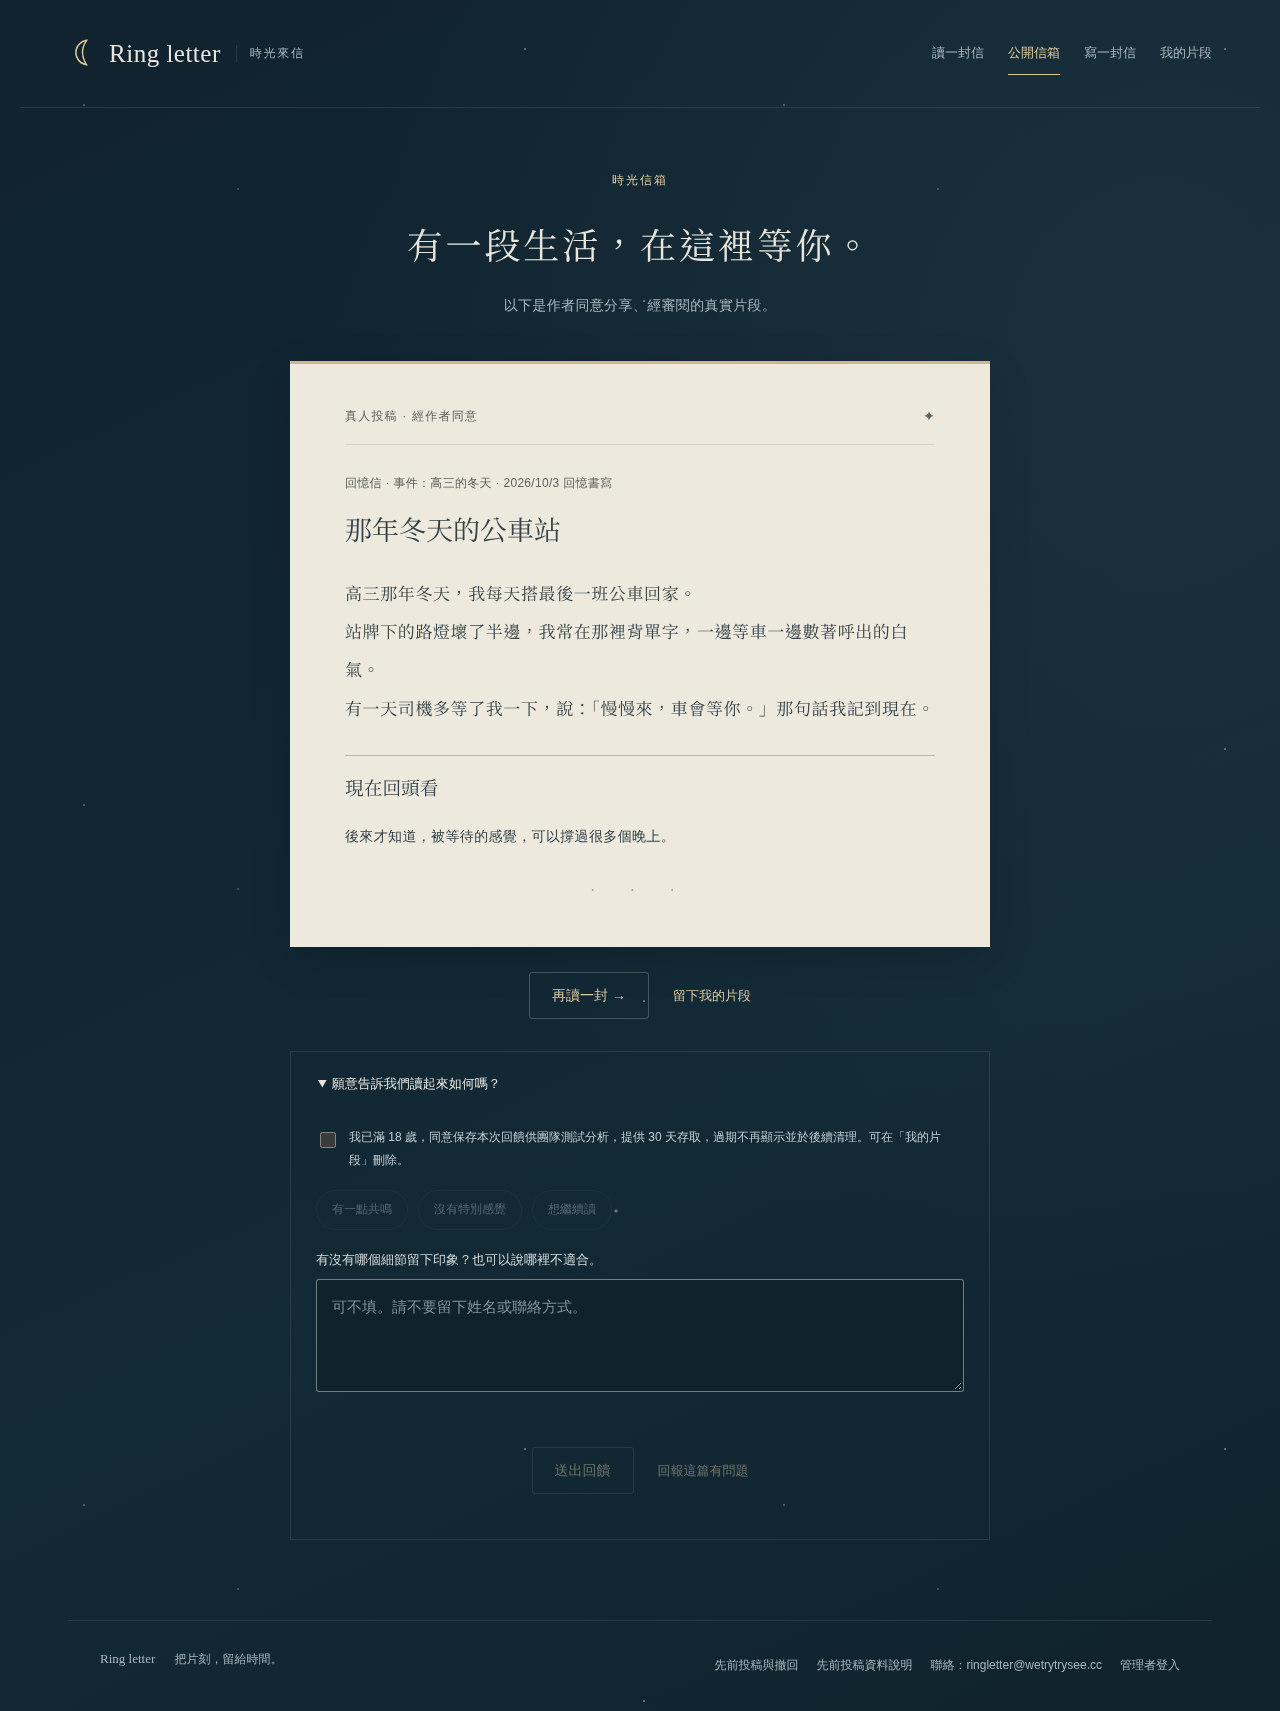 Ring letter 時光來信
讀一封信 公開信箱 寫一封信 我的片段
時光信箱
有一段生活，在這裡等你。
以下是作者同意分享、經審閱的真實片段。
真人投稿 · 經作者同意 ✦
回憶信 · 事件：高三的冬天 · 2026/10/3 回憶書寫
那年冬天的公車站
高三那年冬天，我每天搭最後一班公車回家。
站牌下的路燈壞了半邊，我常在那裡背單字，一邊等車一邊數著呼出的白
氣。
有一天司機多等了我一下，說：「慢慢來，車會等你。」那句話我記到現在。
現在回頭看
後來才知道，被等待的感覺，可以撐過很多個晚上。
· · ·
再讀一封 → 留下我的片段
▼ 願意告訴我們讀起來如何嗎？
我已滿 18 歲，同意保存本次回饋供團隊測試分析，提供 30 天存取，過期不再顯示並於後續清理。可在「我的片
段」刪除。
有一點共鳴 沒有特別感覺 想繼續讀
有沒有哪個細節留下印象？也可以說哪裡不適合。
可不填。請不要留下姓名或聯絡方式。
送出回饋 回報這篇有問題
Ring letter 把片刻，留給時間。
先前投稿與撤回 先前投稿資料說明 聯絡：ringletter@wetrytrysee.cc 管理者登入